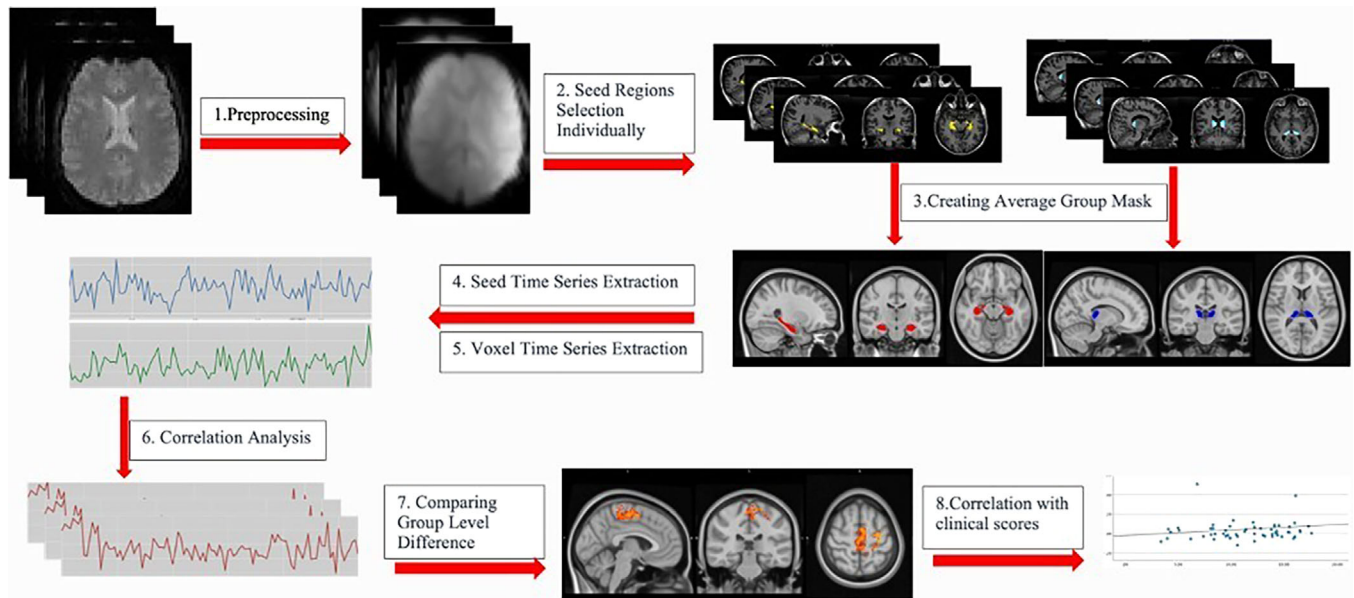 1.Preprocessing
2. Seed Regions
Selection
Individually
3.Creating Average Group Mask
4. Seed Time Series Extraction
5. Voxel Time Series Extraction
6. Correlation Analysis
7. Comparing
Group Level
Difference
8.Correlation with
clinical scores